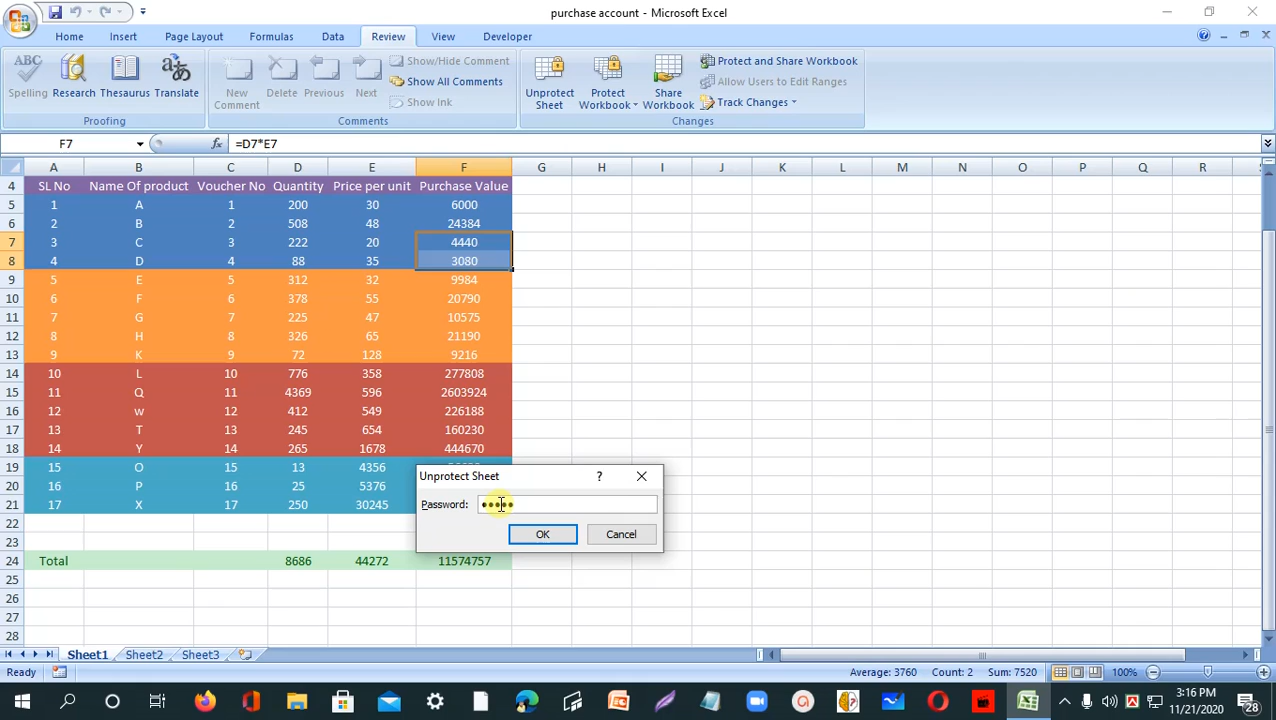 purchase account - Microsoft Excel
Home Insert Page Layout Formulas Data Review View Developer
ABC
Spelling Research Thesaurus Translate
Proofing
New Comment Delete Previous Next
Show/Hide Comment
Show All Comments
Show Ink
Comments
Unprotect Sheet Protect Workbook Share Workbook
Protect and Share Workbook
Allow Users to Edit Ranges
Track Changes
Changes
F7 fx =D7*E7
A B C D E F G H I J K L M N O P Q R
4 SL No Name Of product Voucher No Quantity Price per unit Purchase Value
5 1 A 1 200 30 6000
6 2 B 2 508 48 24384
7 3 C 3 222 20 4440
8 4 D 4 88 35 3080
9 5 E 5 312 32 9984
10 6 F 6 378 55 20790
11 7 G 7 225 47 10575
12 8 H 8 326 65 21190
13 9 K 9 72 128 9216
14 10 L 10 776 358 277808
15 11 Q 11 4369 596 2603924
16 12 w 12 412 549 226188
17 13 T 13 245 654 160230
18 14 Y 14 265 1678 444670
19 15 O 15 13 4356
20 16 P 16 25 5376
21 17 X 17 250 30245
22
23
24 Total 8686 44272 11574757
25
26
27
28
Unprotect Sheet ?
Password:
OK Cancel
Sheet1 Sheet2 Sheet3
Ready Average: 3760 Count: 2 Sum: 7520 100%
3:16 PM
11/21/2020
28